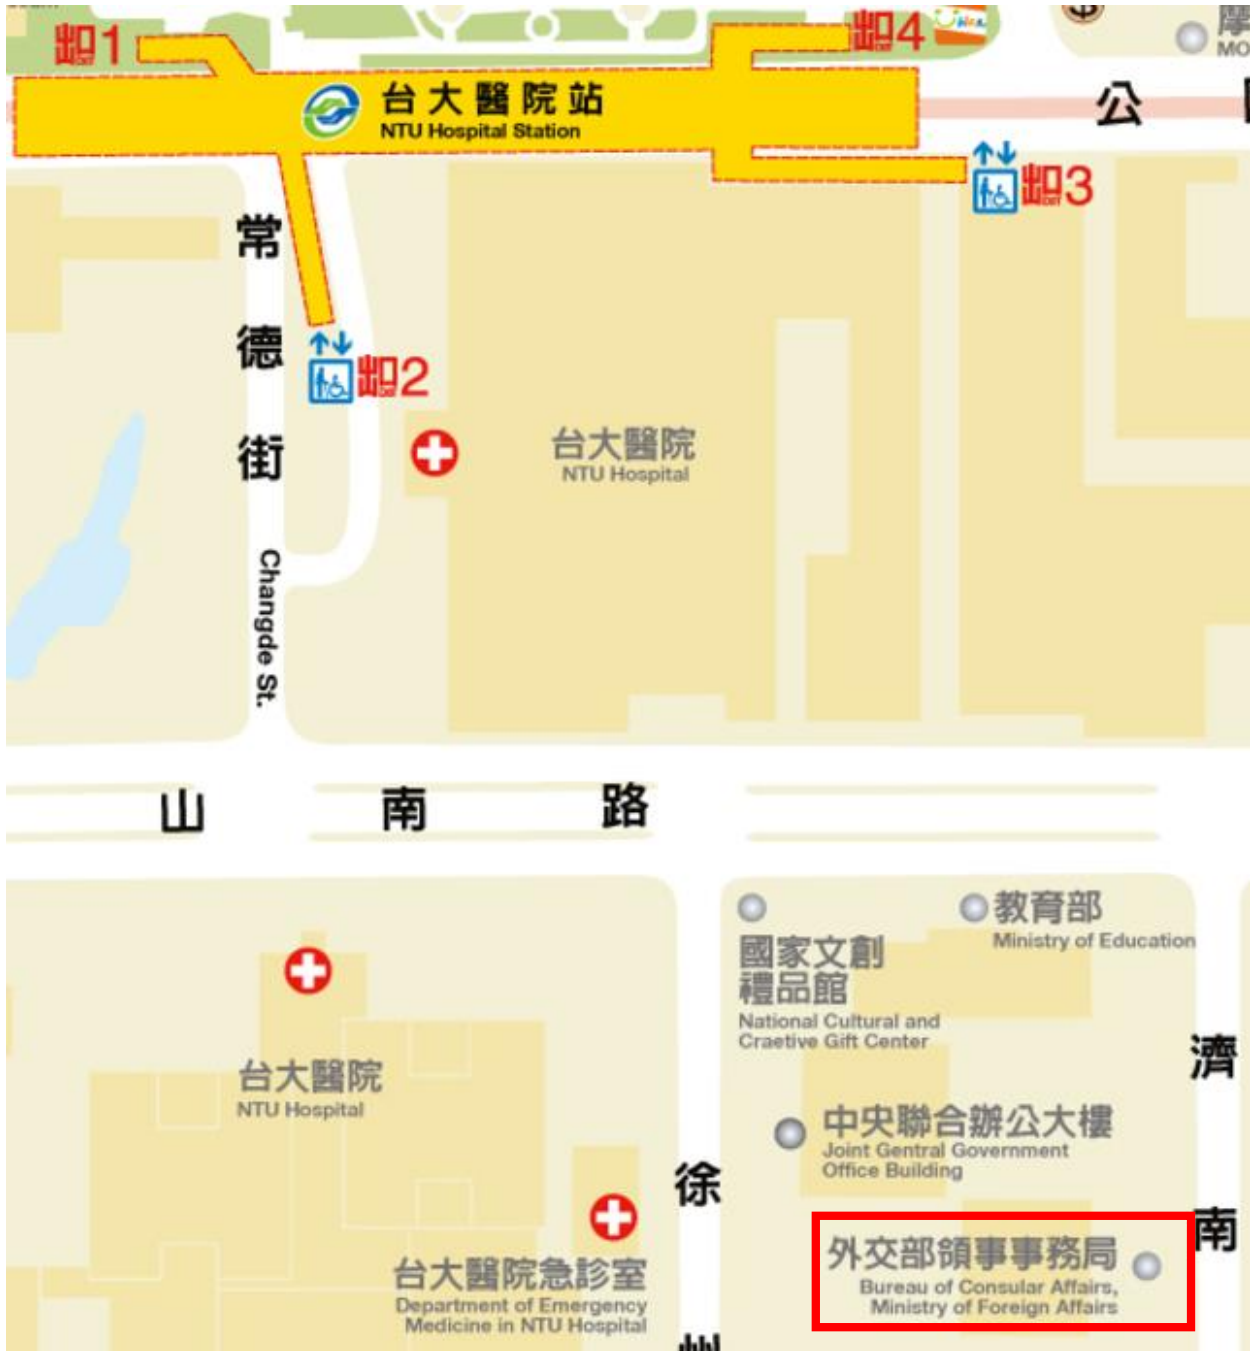 出口1
出口4
台大醫院站
NTU Hospital Station
公
MO
出口3
常德街
Changde St.
出口2
台大醫院
NTU Hospital
山南路
國家文創
禮品館
National Cultural and
Craetive Gift Center
教育部
Ministry of Education
台大醫院
NTU Hospital
中央聯合辦公大樓
Joint Gentral Government
Office Building
濟南
徐州
台大醫院急診室
Department of Emergency
Medicine in NTU Hospital
外交部領事事務局
Bureau of Consular Affairs,
Ministry of Foreign Affairs